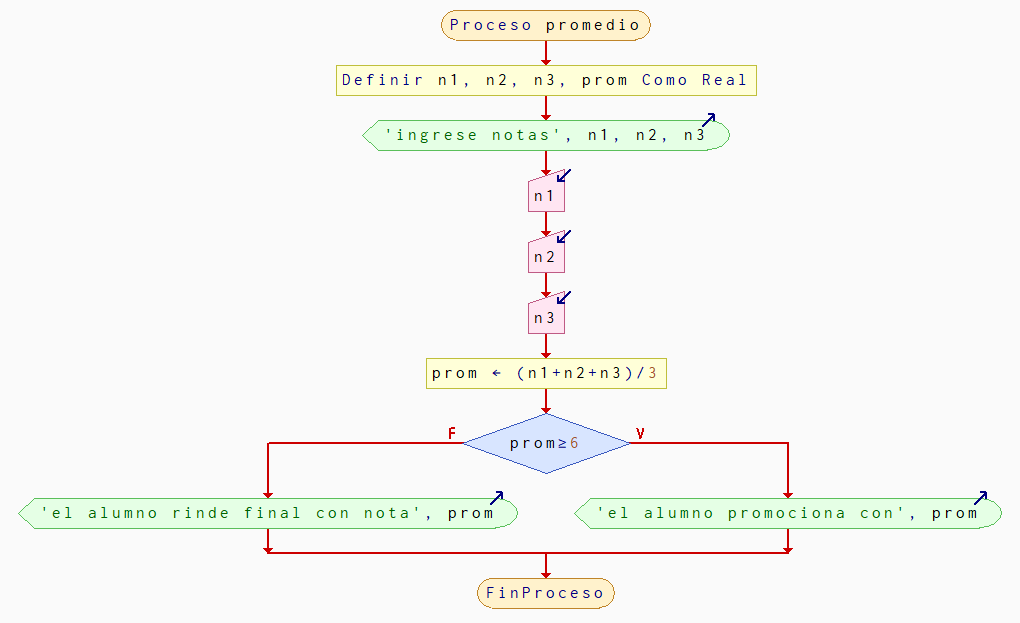 Proceso promedio
Definir n1, n2, n3, prom Como Real
'ingrese notas', n1, n2, n3
n1
n2
n3
prom ← (n1+n2+n3)/3
F
prom≥6
V
'el alumno rinde final con nota', prom
'el alumno promociona con', prom
FinProceso